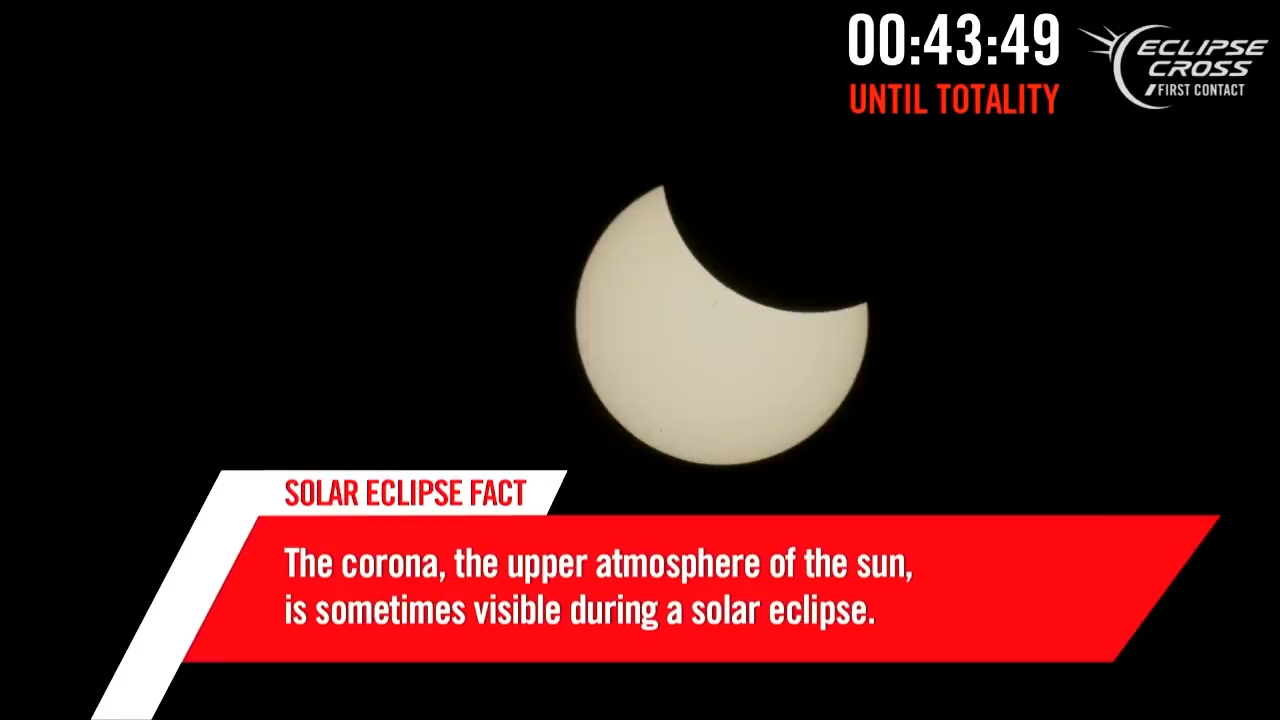 00:43:49
UNTIL TOTALITY
ECLIPSE
CROSS
FIRST CONTACT
SOLAR ECLIPSE FACT
The corona, the upper atmosphere of the sun,
is sometimes visible during a solar eclipse.